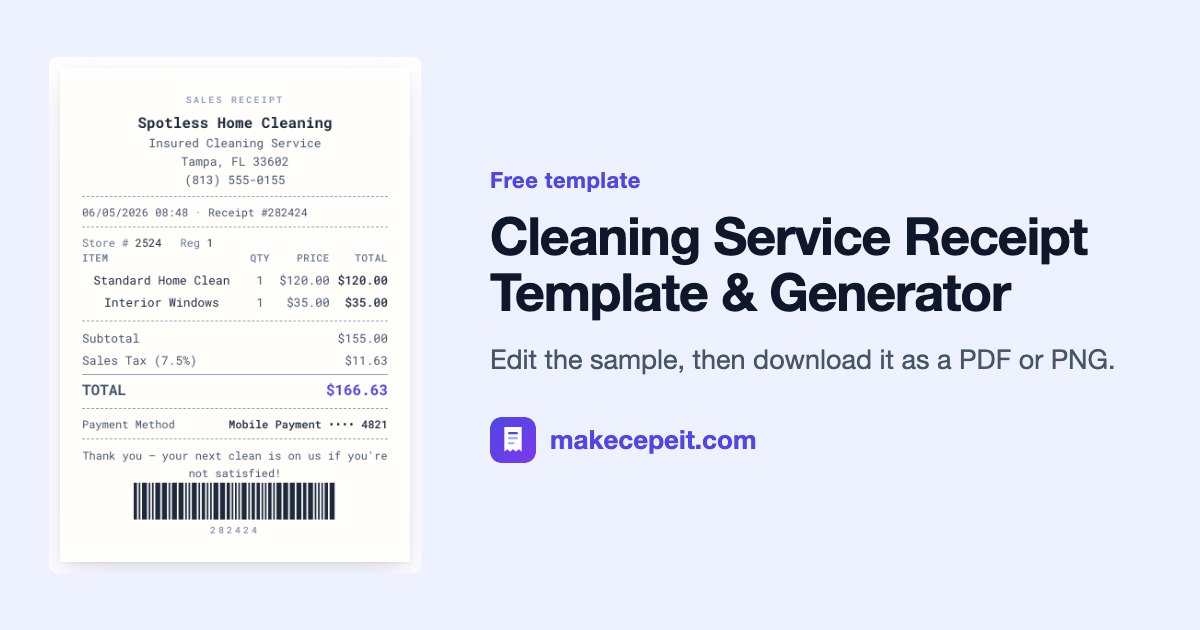 SALES RECEIPT
Spotless Home Cleaning
Insured Cleaning Service
Tampa, FL 33602
(813) 555-0155
06/05/2026 08:48 · Receipt #282424
Store # 2524 Reg 1
ITEM QTY PRICE TOTAL
Standard Home Clean 1 $120.00 $120.00
Interior Windows 1 $35.00 $35.00
Subtotal $155.00
Sales Tax (7.5%) $11.63
TOTAL $166.63
Payment Method Mobile Payment •••• 4821
Thank you — your next clean is on us if you're
not satisfied!
282424
Free template
Cleaning Service Receipt
Template & Generator
Edit the sample, then download it as a PDF or PNG.
makecepeit.com